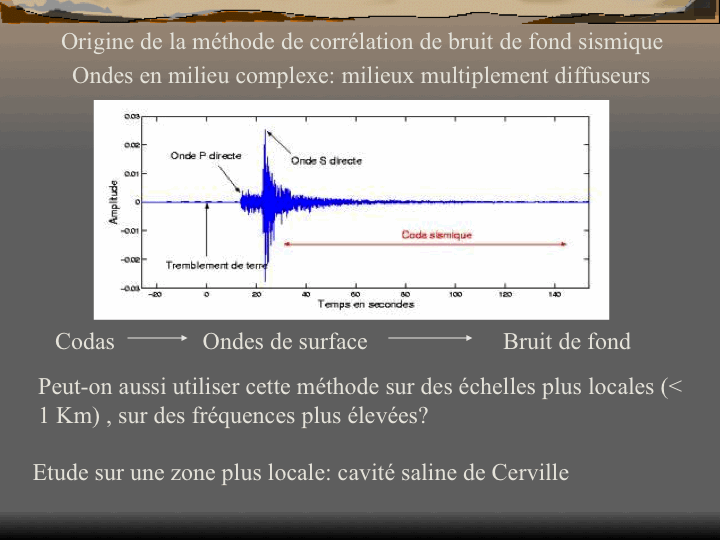 Origine de la méthode de corrélation de bruit de fond sismique
Ondes en milieu complexe: milieux multiplement diffuseurs
0.03
0.02
0.01
0
-0.01
-0.02
-0.03
Amplitude
Onde P directe
Onde S directe
Coda sismique
Tremblement de terre
-20 0 20 40 60 80 100 120 140
Temps en secondes
Codas Ondes de surface Bruit de fond
Peut-on aussi utiliser cette méthode sur des échelles plus locales (<
1 Km) , sur des fréquences plus élevées?
Etude sur une zone plus locale: cavité saline de Cerville